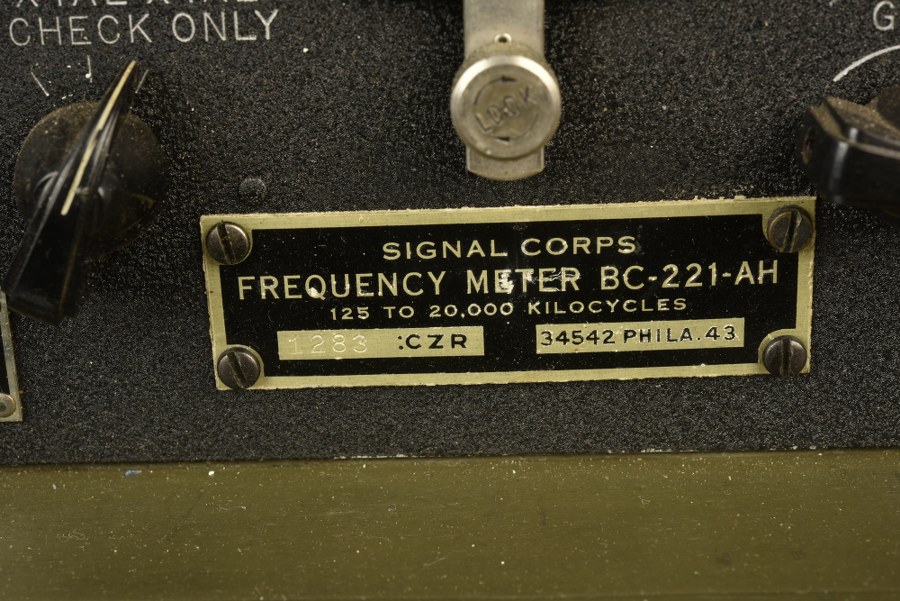 CHECK ONLY
G
LOCK
SIGNAL CORPS
FREQUENCY METER BC-221-AH
125 TO 20,000 KILOCYCLES
1283 :CZR 34542 PHILA. 43